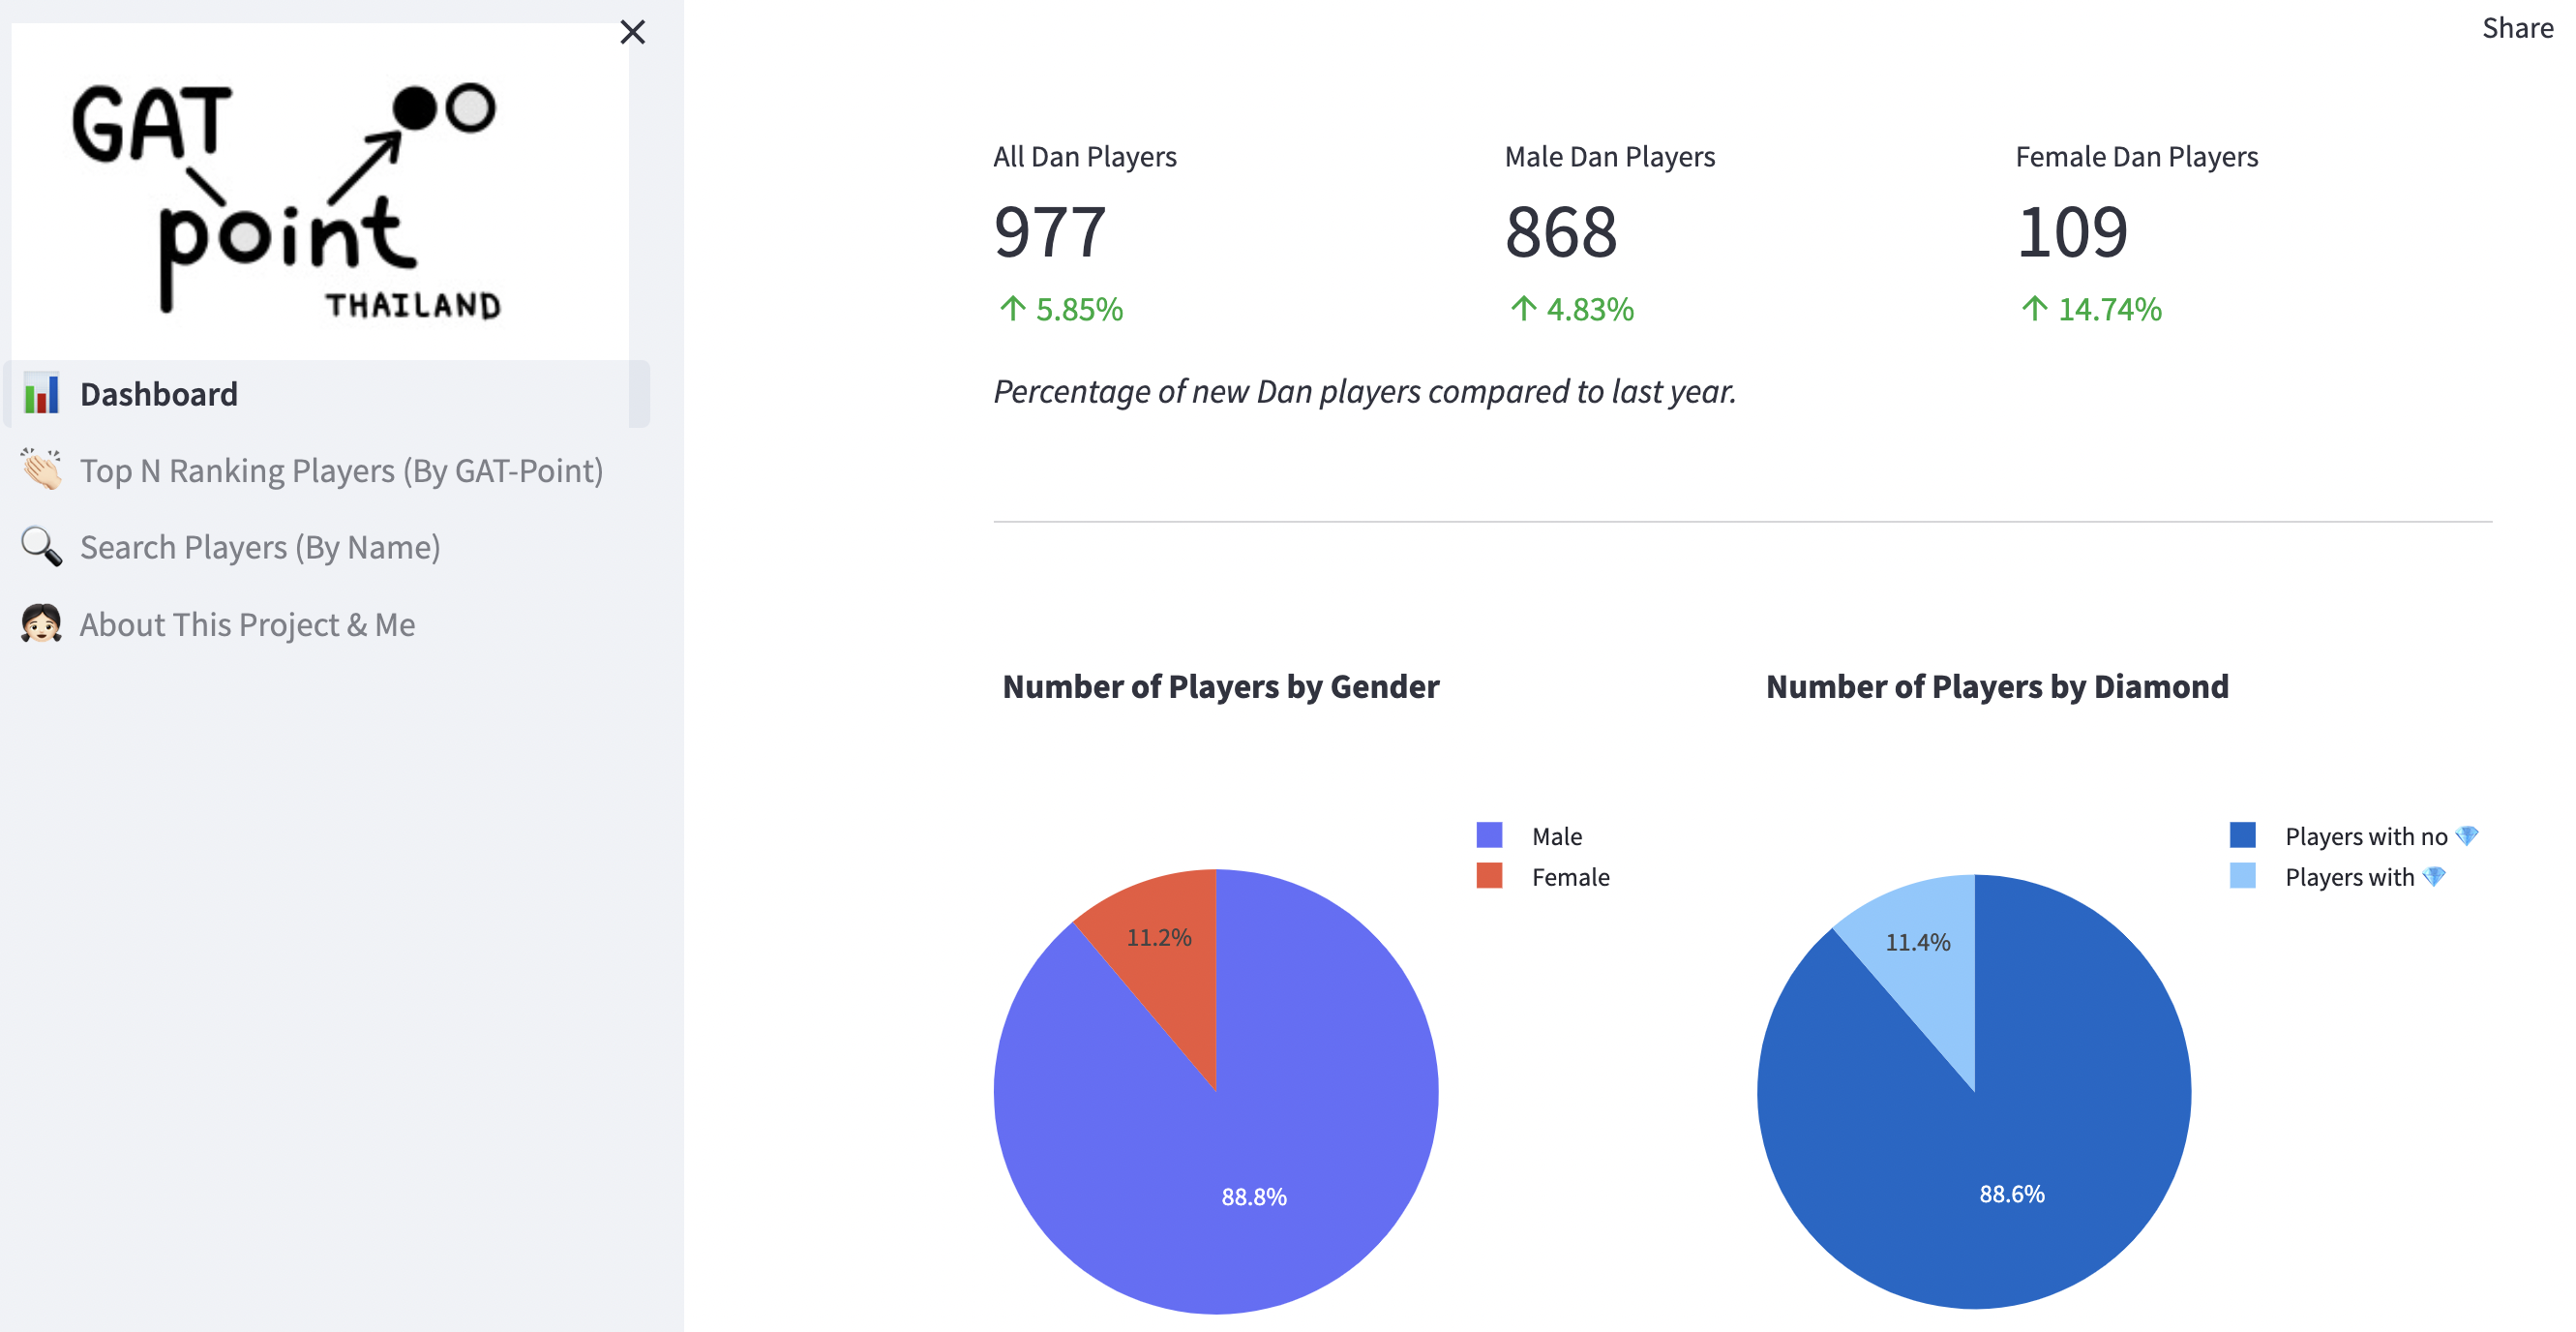 GAT
point
THAILAND
Dashboard
Top N Ranking Players (By GAT-Point)
Search Players (By Name)
About This Project & Me
Share
All Dan Players
977
↑ 5.85%
Male Dan Players
868
↑ 4.83%
Female Dan Players
109
↑ 14.74%
Percentage of new Dan players compared to last year.
Number of Players by Gender
Male
Female
11.2%
88.8%
Number of Players by Diamond
Players with no 💎
Players with 💎
11.4%
88.6%